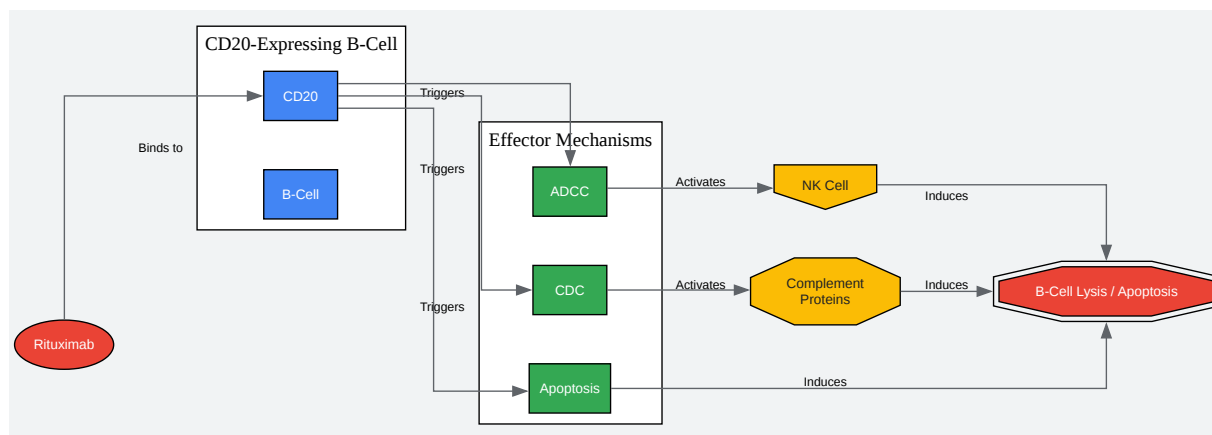 CD20-Expressing B-Cell
CD20
Triggers
Effector Mechanisms
Binds to
Triggers
B-Cell
ADCC
Activates
NK Cell
Induces
CDC
Activates
Complement
Proteins
Induces
B-Cell Lysis / Apoptosis
Triggers
Rituximab
Apoptosis
Induces